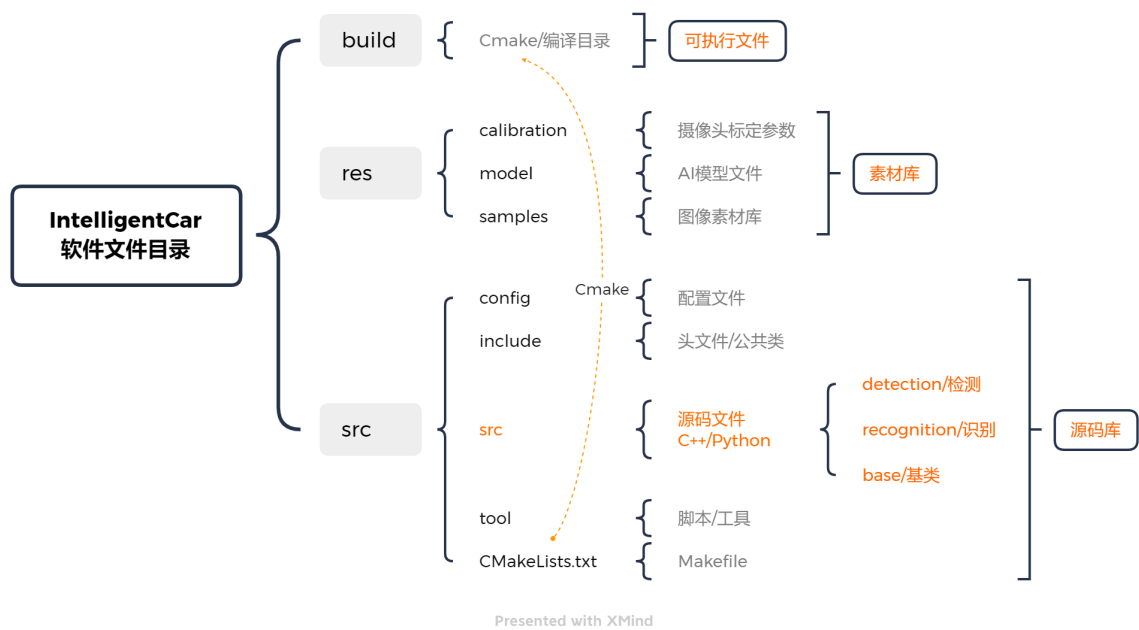 build
Cmake/编译目录
可执行文件
calibration
摄像头标定参数
res
model
AI模型文件
素材库
samples
图像素材库
IntelligentCar
软件文件目录
Cmake
config
配置文件
include
头文件/公共类
detection/检测
src
src
源码文件
C++/Python
recognition/识别
源码库
base/基类
tool
脚本/工具
CMakeLists.txt
Makefile
Presented with XMind